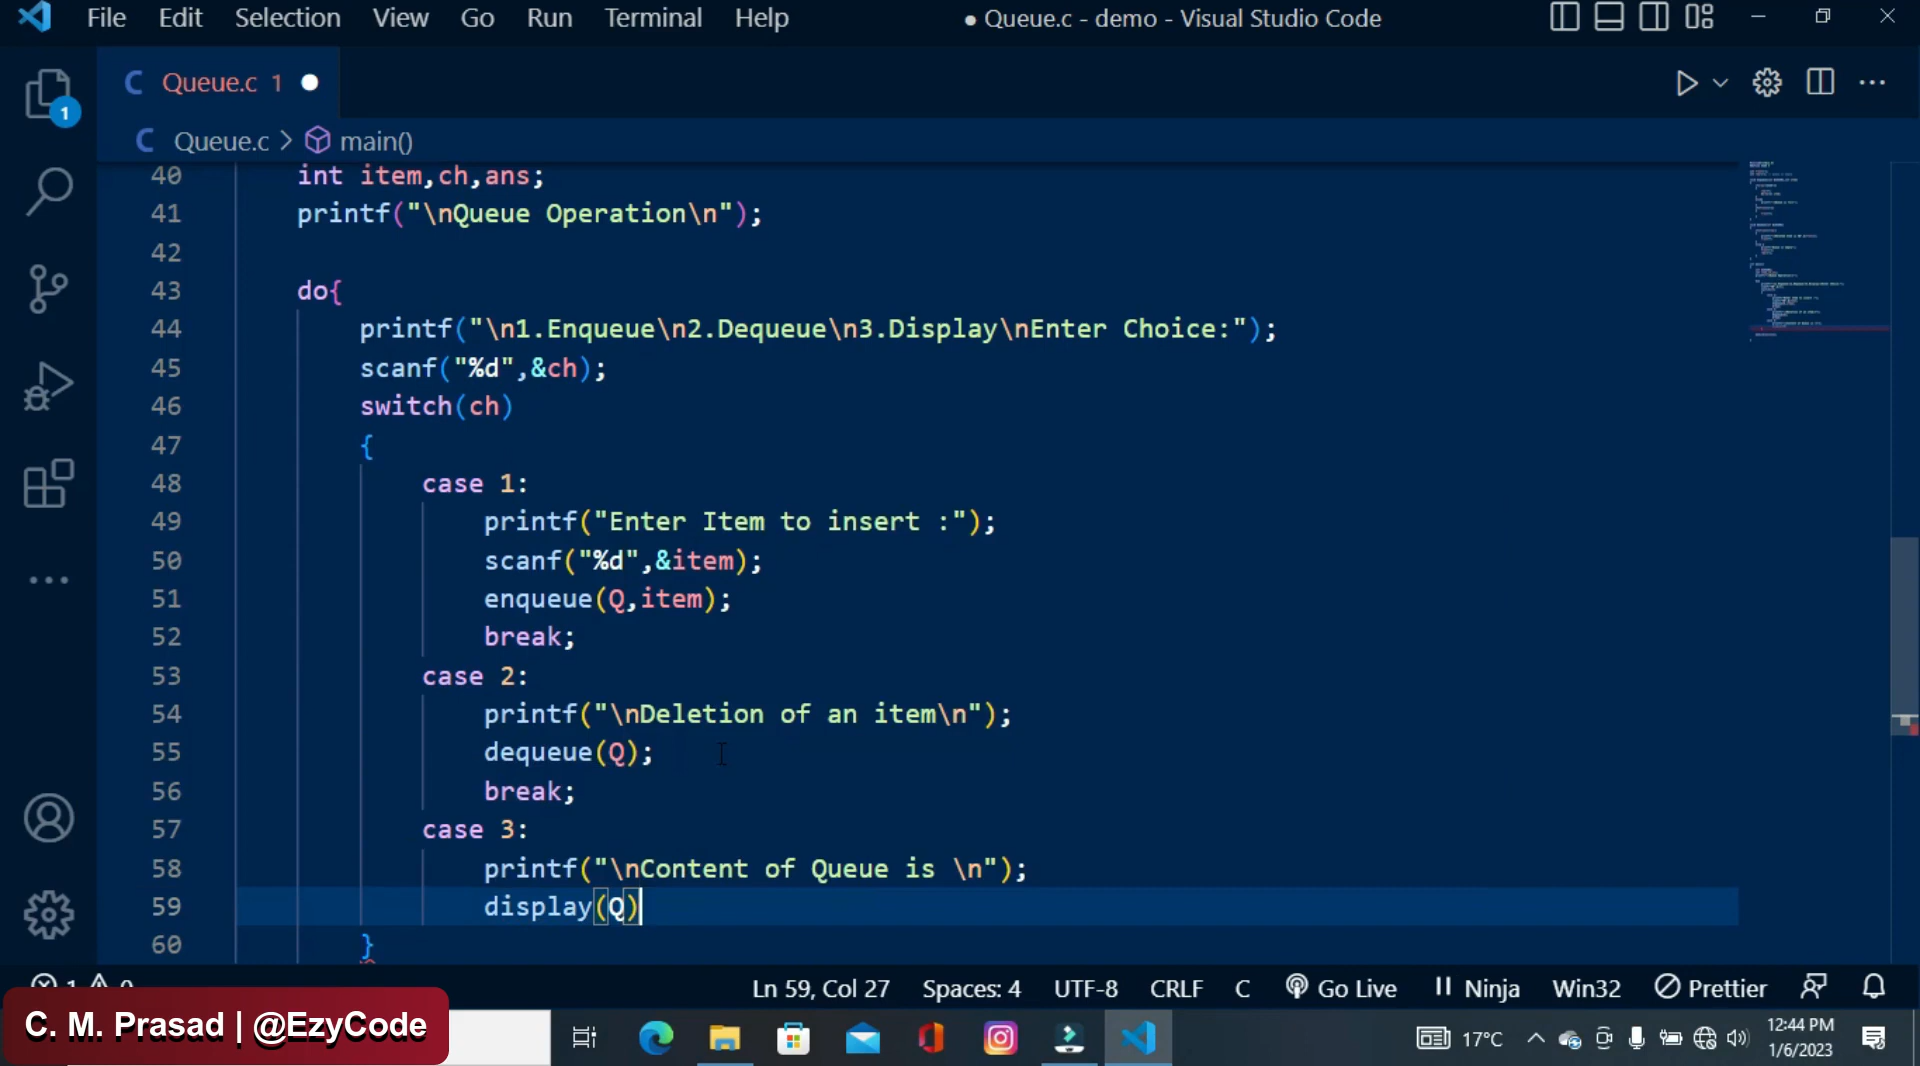 File Edit Selection View Go Run Terminal Help
● Queue.c - demo - Visual Studio Code
C Queue.c 1 ●
1
C Queue.c > main()
40 int item,ch,ans;
41 printf("\nQueue Operation\n");
42
43 do{
44 printf("\n1.Enqueue\n2.Dequeue\n3.Display\nEnter Choice:");
45 scanf("%d",&ch);
46 switch(ch)
47 {
48 case 1:
49 printf("Enter Item to insert :");
50 scanf("%d",&item);
51 enqueue(Q,item);
52 break;
53 case 2:
54 printf("\nDeletion of an item\n");
55 dequeue(Q);
56 break;
57 case 3:
58 printf("\nContent of Queue is \n");
59 display(Q)
60 }
Ln 59, Col 27 Spaces: 4 UTF-8 CRLF C Go Live Ninja Win32 Prettier
C. M. Prasad | @EzyCode
17°C
12:44 PM
1/6/2023